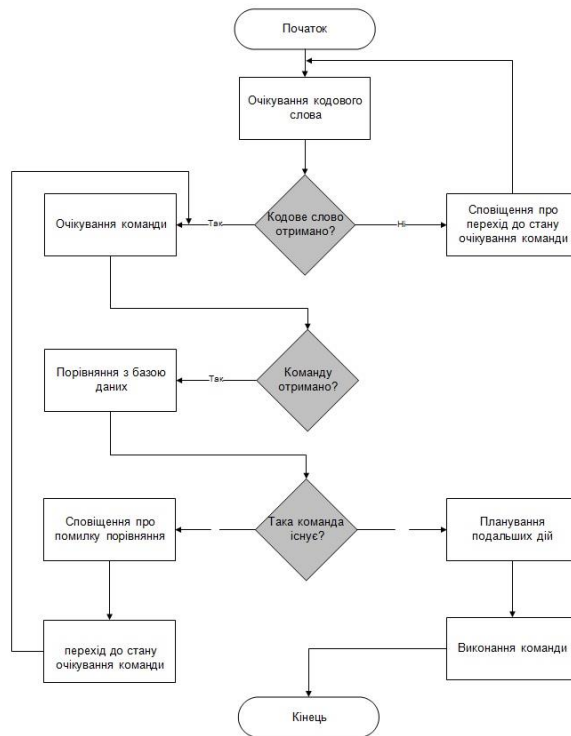 Початок
Очікування кодового
слова
Кодове слово
отримано?
Так
Ні
Очікування команди
Сповіщення про
перехід до стану
очікування команди
Команду
отримано?
Так
Порівняння з базою
даних
Така команда
існує?
Сповіщення про
помилку порівняння
Планування
подальших дій
перехід до стану
очікування команди
Виконання команди
Кінець